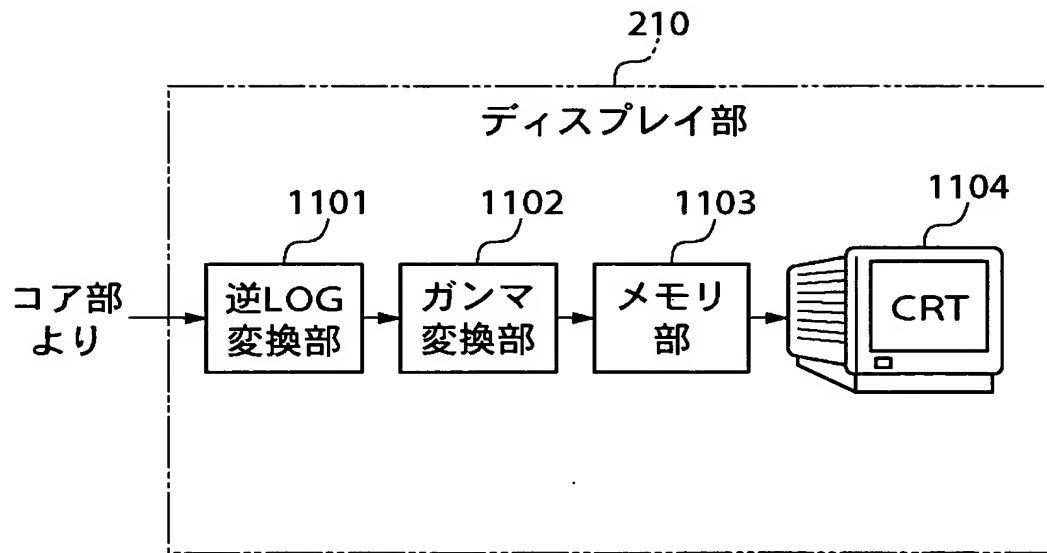 210
ディスプレイ部
1101
1102
1103
1104
コア部
より
逆LOG
変換部
ガンマ
変換部
メモリ
部
CRT